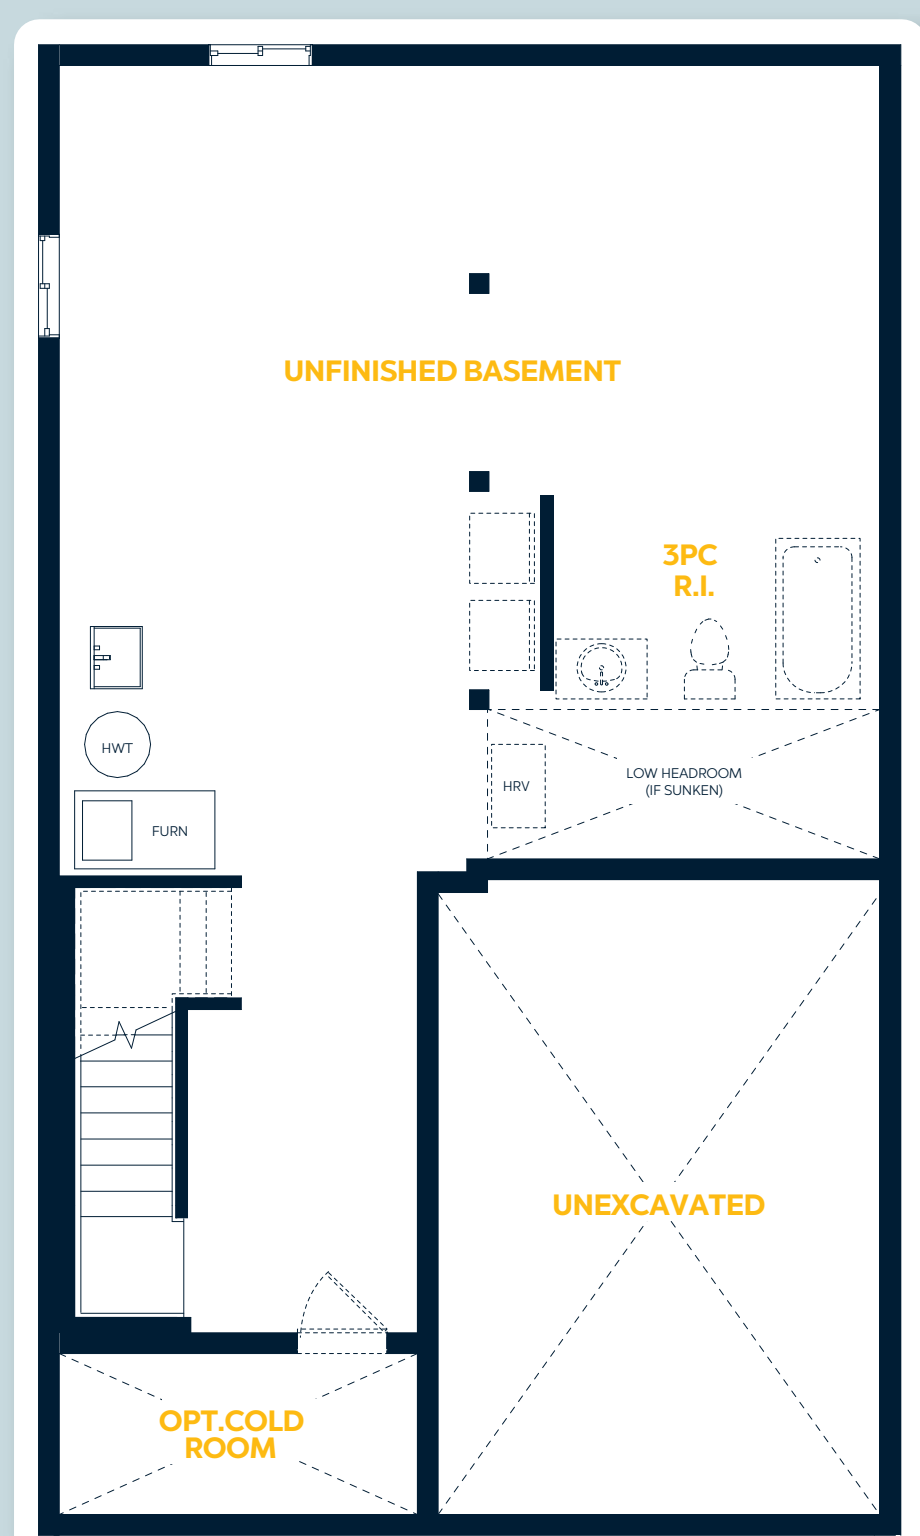 UNFINISHED BASEMENT
3PC
R.I.
HWT
LOW HEADROOM
(IF SUNKEN)
HRV
FURN
UNEXCAVATED
OPT.COLD
ROOM